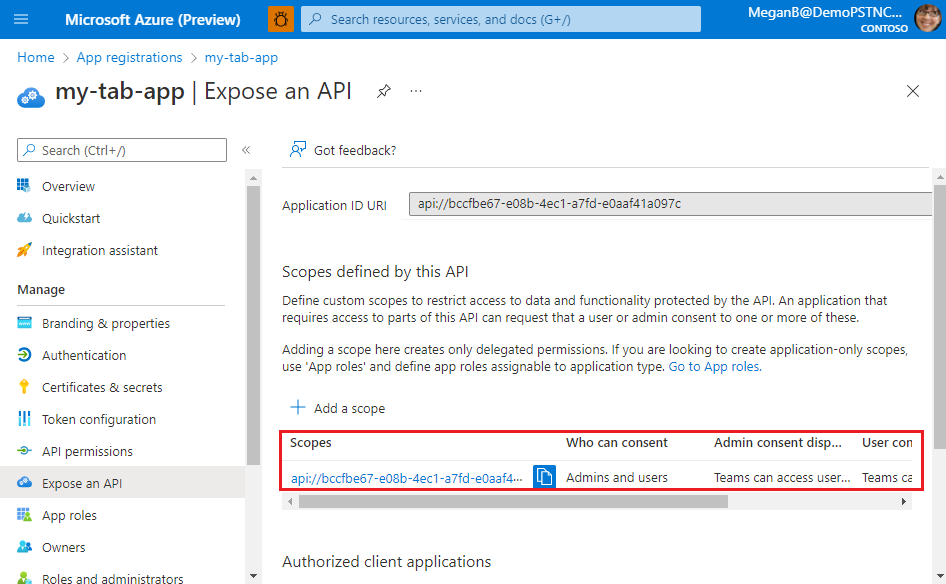 Microsoft Azure (Preview)
Search resources, services, and docs (G+/)
MeganB@DemoPSTNC...
CONTOSO
Home > App registrations > my-tab-app
my-tab-app | Expose an API
Search (Ctrl+/)
Overview
Quickstart
Integration assistant
Manage
Branding & properties
Authentication
Certificates & secrets
Token configuration
API permissions
Expose an API
App roles
Owners
Roles and administrators
Got feedback?
Application ID URI
api://bccfbe67-e08b-4ec1-a7fd-e0aaf41a097c
Scopes defined by this API
Define custom scopes to restrict access to data and functionality protected by the API. An application that
requires access to parts of this API can request that a user or admin consent to one or more of these.
Adding a scope here creates only delegated permissions. If you are looking to create application-only scopes,
use 'App roles' and define app roles assignable to application type. Go to App roles.
Add a scope
Scopes Who can consent Admin consent disp... User con
api://bccfbe67-e08b-4ec1-a7fd-e0aaf4... Admins and users Teams can access user... Teams ca
Authorized client applications